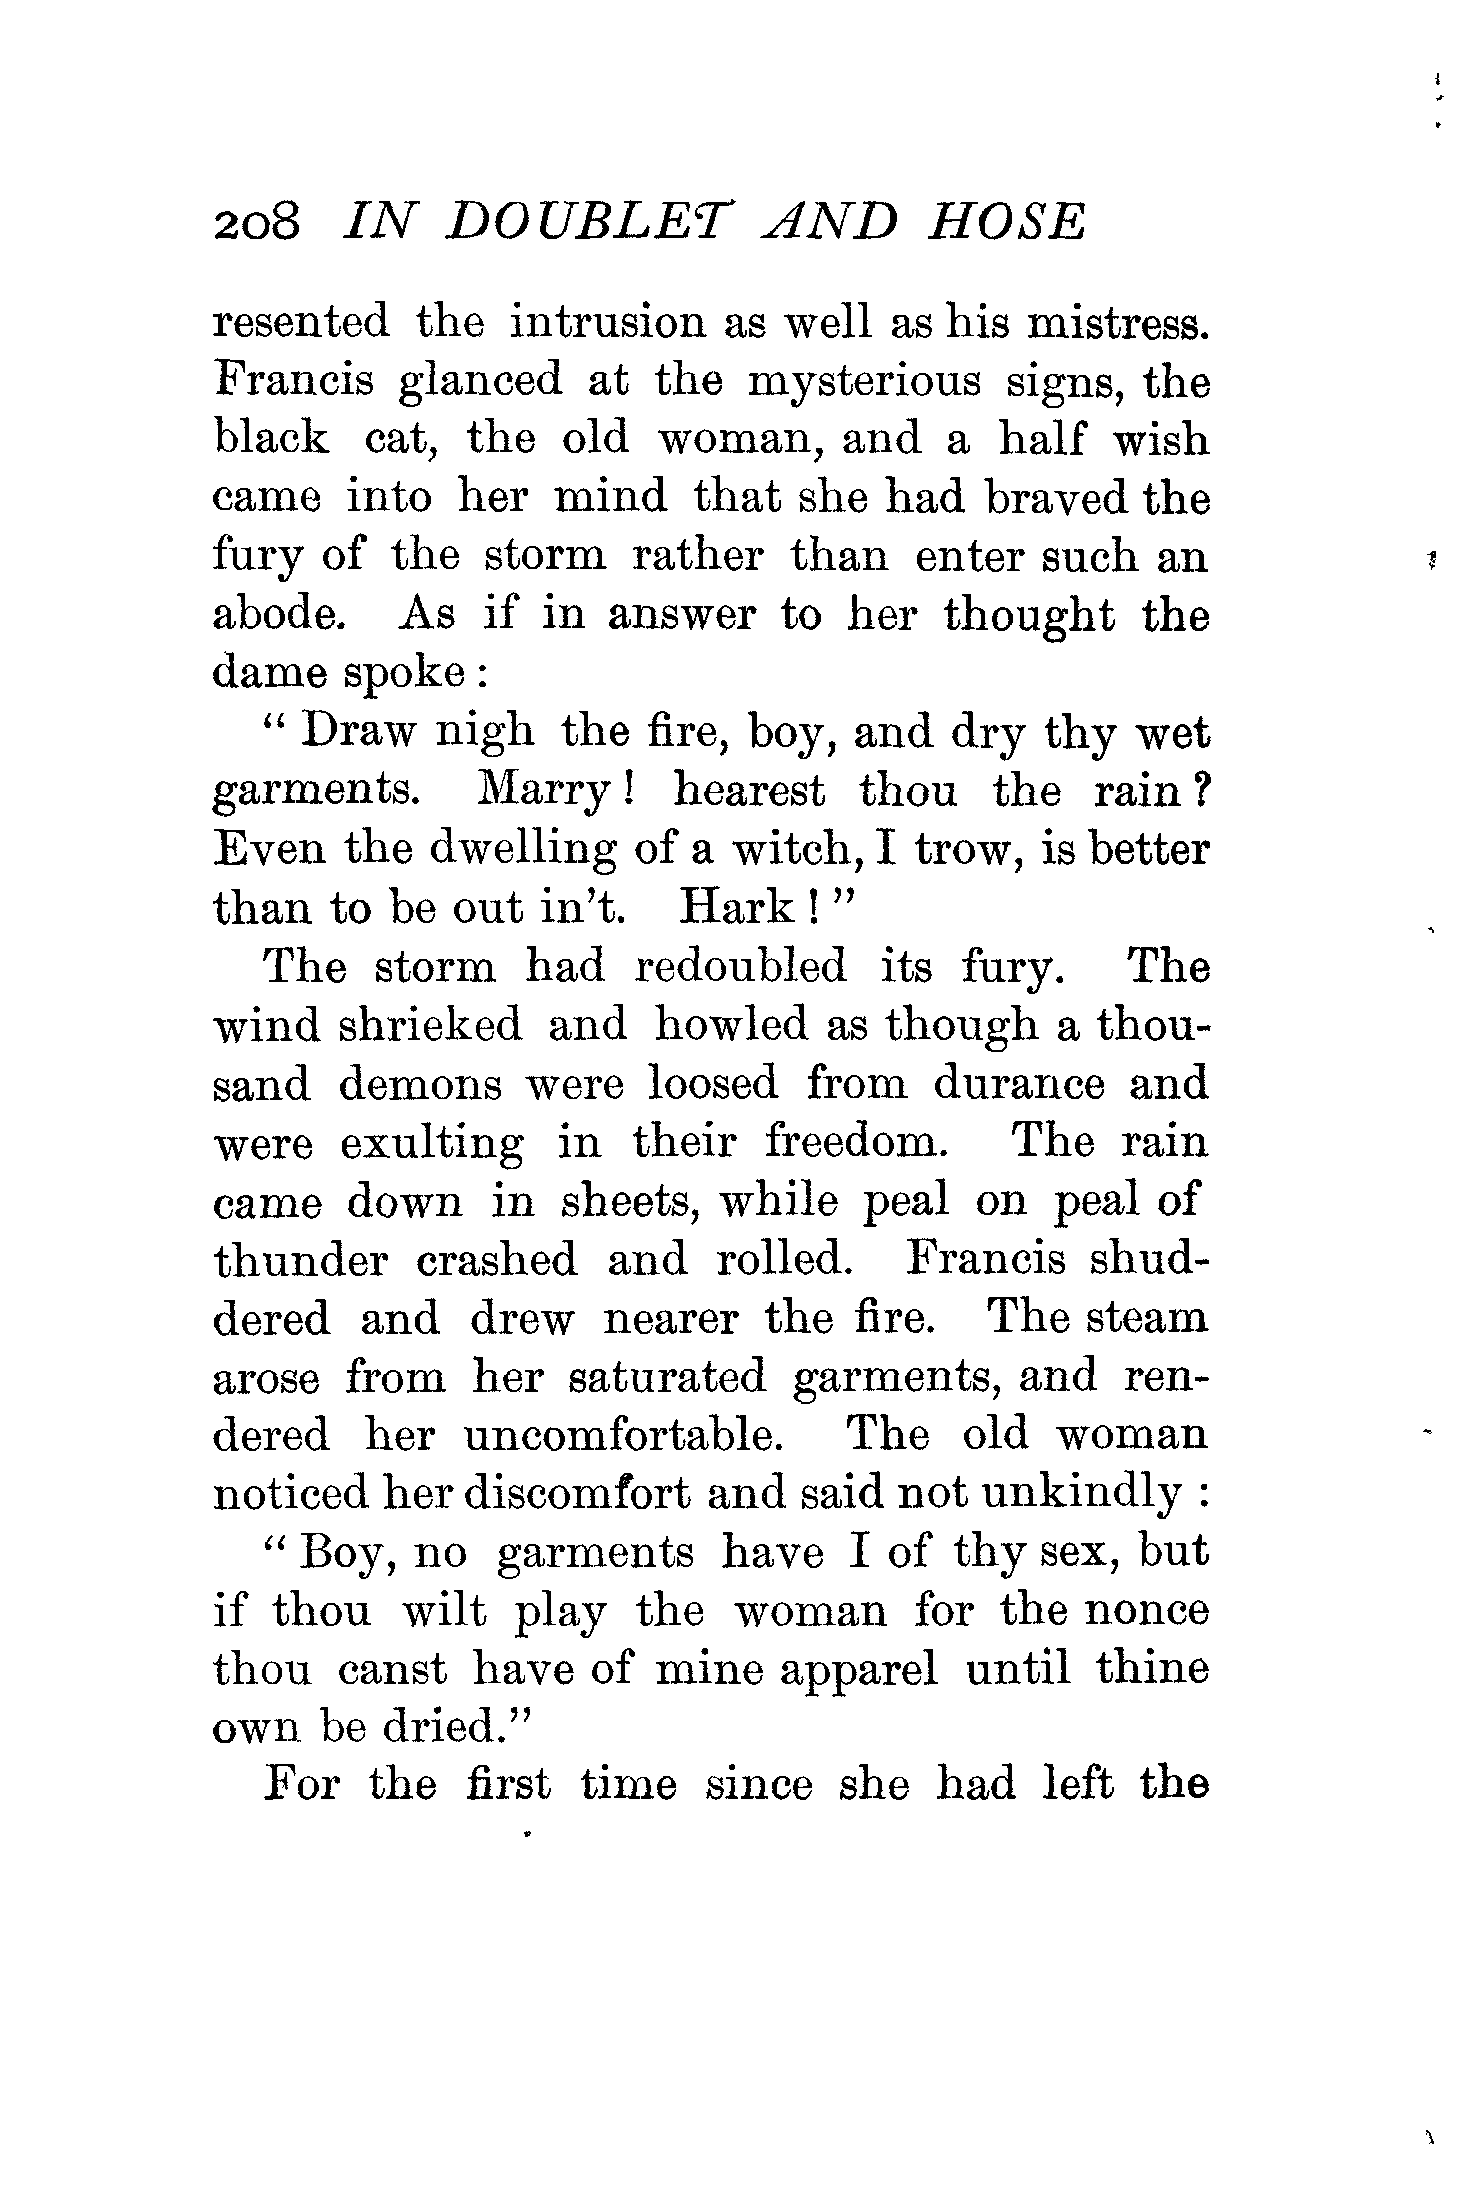 208 IN DOUBLET AND HOSE
resented the intrusion as well as his mistress.
Francis glanced at the mysterious signs, the
black cat, the old woman, and a half wish
came into her mind that she had braved the
fury of the storm rather than enter such an
abode. As if in answer to her thought the
dame spoke :
“ Draw nigh the fire, boy, and dry thy wet
garments. Marry ! hearest thou the rain ?
Even the dwelling of a witch, I trow, is better
than to be out in’t. Hark ! ”
The storm had redoubled its fury. The
wind shrieked and howled as though a thou-
sand demons were loosed from durance and
were exulting in their freedom. The rain
came down in sheets, while peal on peal of
thunder crashed and rolled. Francis shud-
dered and drew nearer the fire. The steam
arose from her saturated garments, and ren-
dered her uncomfortable. The old woman
noticed her discomfort and said not unkindly :
“ Boy, no garments have I of thy sex, but
if thou wilt play the woman for the nonce
thou canst have of mine apparel until thine
own be dried.”
For the first time since she had left the